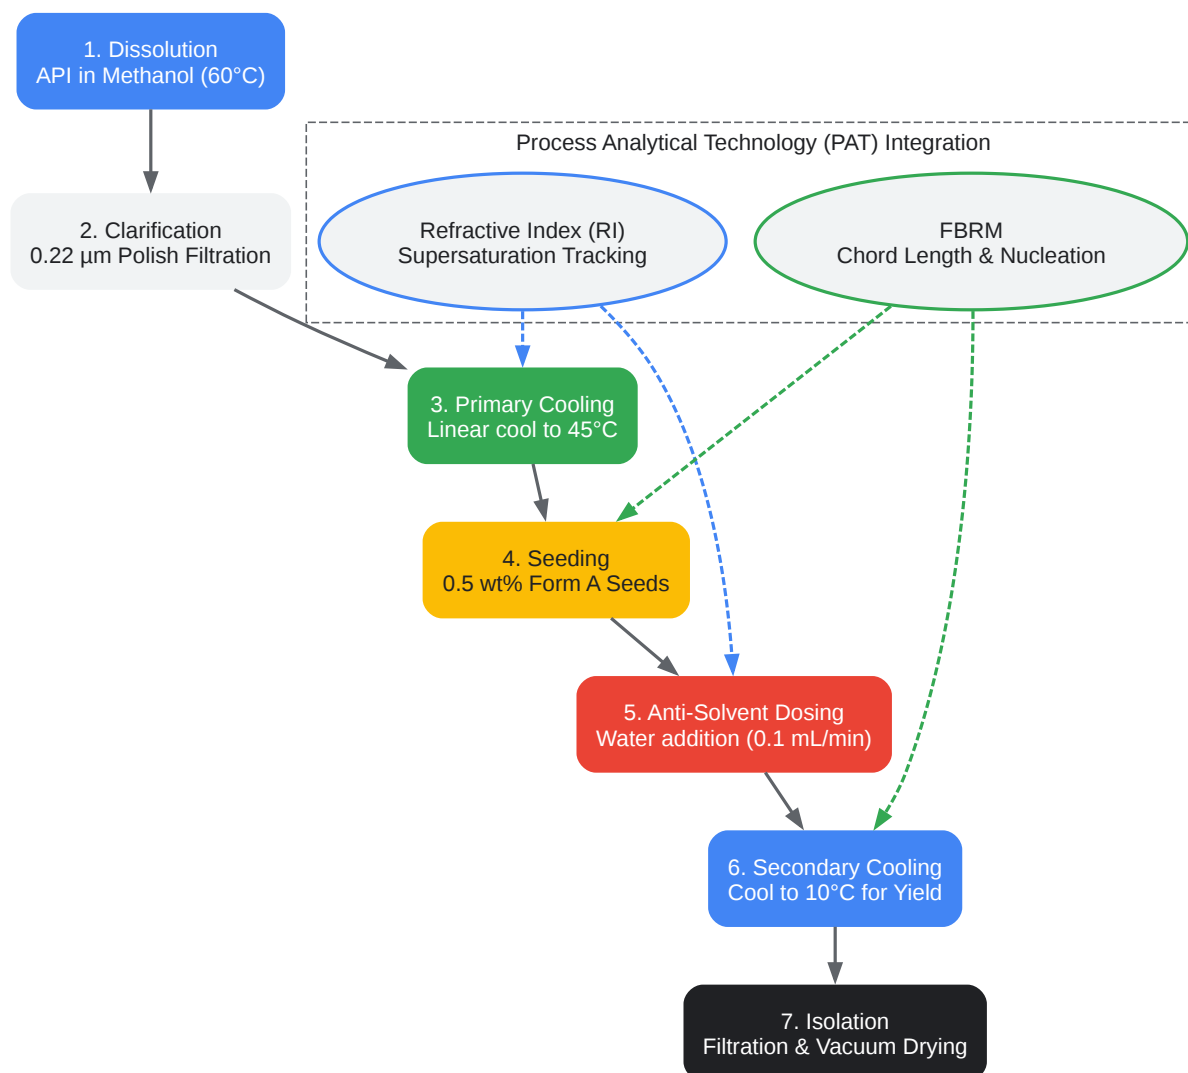 1. Dissolution
API in Methanol (60°C)
Process Analytical Technology (PAT) Integration
2. Clarification
0.22 µm Polish Filtration
Refractive Index (RI)
Supersaturation Tracking
FBRM
Chord Length & Nucleation
3. Primary Cooling
Linear cool to 45°C
4. Seeding
0.5 wt% Form A Seeds
5. Anti-Solvent Dosing
Water addition (0.1 mL/min)
6. Secondary Cooling
Cool to 10°C for Yield
7. Isolation
Filtration & Vacuum Drying